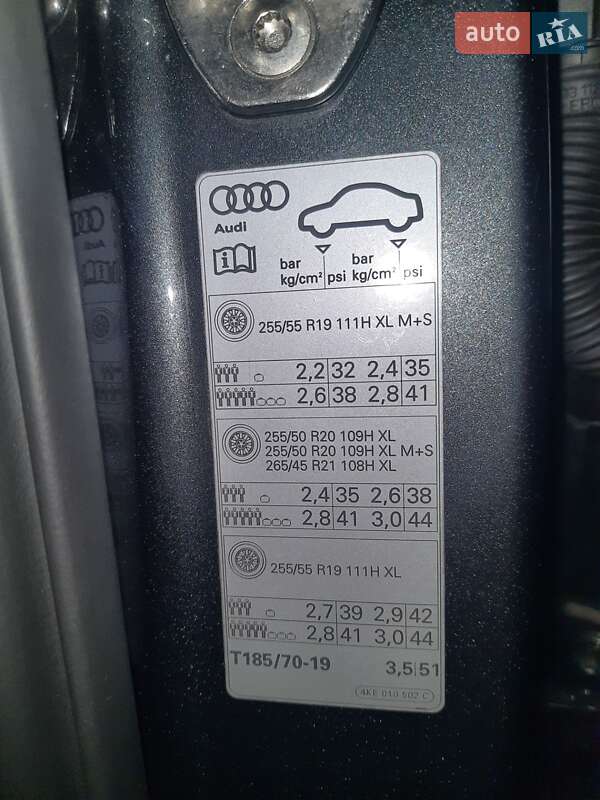 auto RIA.com
Audi
i
bar bar
kg/cm² psi kg/cm² psi
255/55 R19 111H XL M+S
2,2 32 2,4 35
2,6 38 2,8 41
255/50 R20 109H XL
255/50 R20 109H XL M+S
265/45 R21 108H XL
2,4 35 2,6 38
2,8 41 3,0 44
255/55 R19 111H XL
2,7 39 2,9 42
2,8 41 3,0 44
T185/70-19 3,5 51